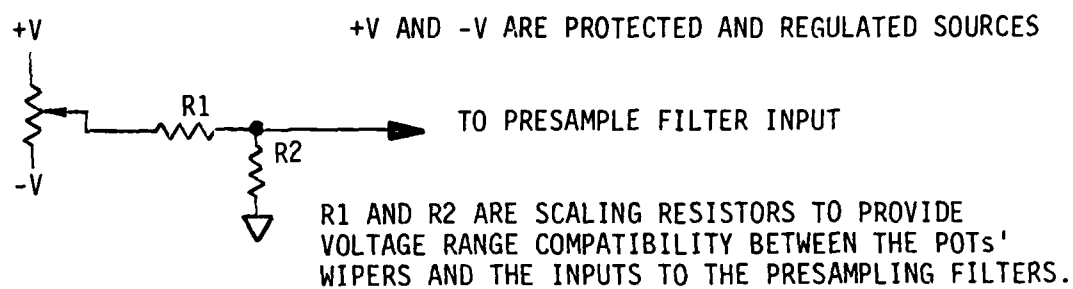 +V
+V AND -V ARE PROTECTED AND REGULATED SOURCES
R1
TO PRESAMPLE FILTER INPUT
R2
-V
R1 AND R2 ARE SCALING RESISTORS TO PROVIDE
VOLTAGE RANGE COMPATIBILITY BETWEEN THE POTs'
WIPERS AND THE INPUTS TO THE PRESAMPLING FILTERS.